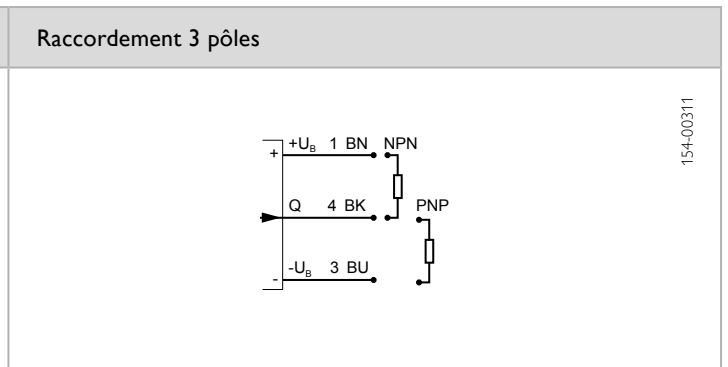 Raccordement 3 pôles
154-00311
+ +U_B 1 BN NPN
Q 4 BK PNP
- -U_B 3 BU